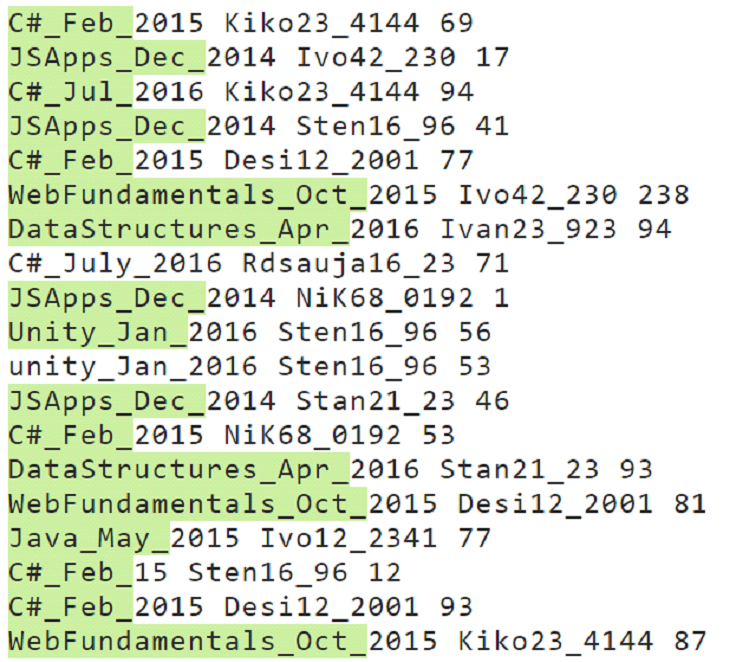 C#_Feb_2015 Kiko23_4144 69
JSApps_Dec_2014 Ivo42_230 17
C#_Jul_2016 Kiko23_4144 94
JSApps_Dec_2014 Sten16_96 41
C#_Feb_2015 Desi12_2001 77
WebFundamentals_Oct_2015 Ivo42_230 238
DataStructures_Apr_2016 Ivan23_923 94
C#_July_2016 Rdsauja16_23 71
JSApps_Dec_2014 NiK68_0192 1
Unity_Jan_2016 Sten16_96 56
unity_Jan_2016 Sten16_96 53
JSApps_Dec_2014 Stan21_23 46
C#_Feb_2015 NiK68_0192 53
DataStructures_Apr_2016 Stan21_23 93
WebFundamentals_Oct_2015 Desi12_2001 81
Java_May_2015 Ivo12_2341 77
C#_Feb_15 Sten16_96 12
C#_Feb_2015 Desi12_2001 93
WebFundamentals_Oct_2015 Kiko23_4144 87